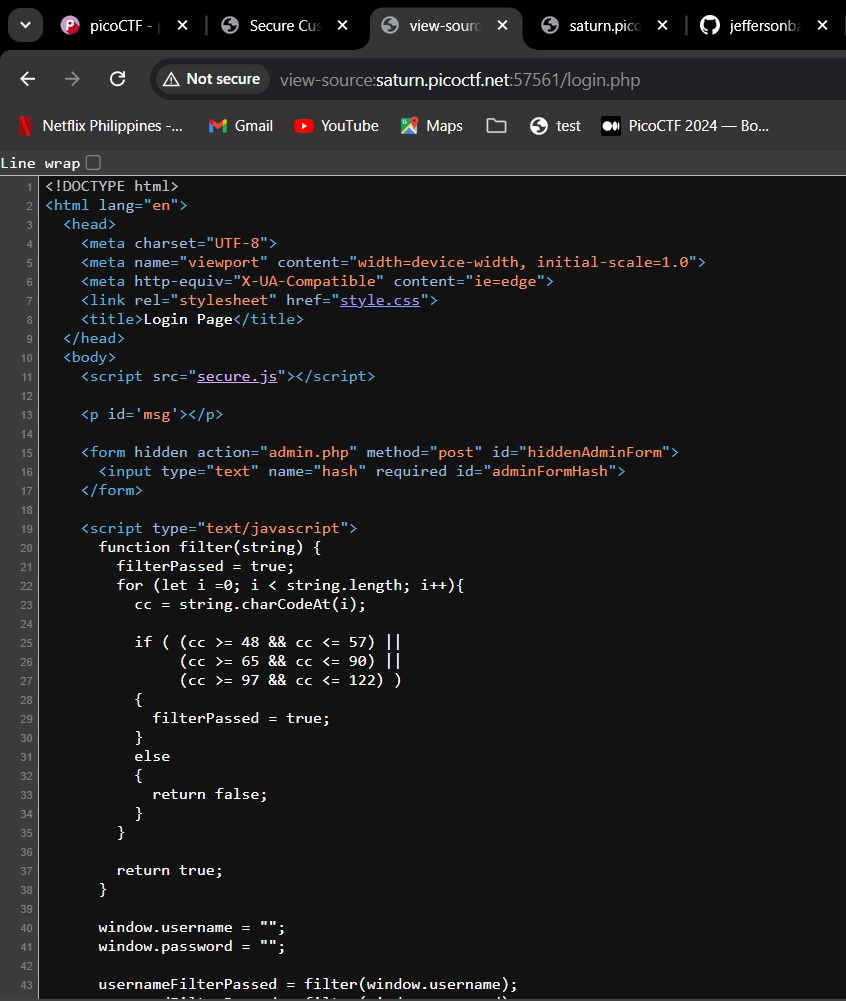 picoCTF - p
Secure Cus
view-sourc
saturn.pico
jeffersonba
Not secure
view-source:saturn.picoctf.net:57561/login.php
Netflix Philippines -...
Gmail
YouTube
Maps
test
PicoCTF 2024 — Bo...
Line wrap
1 <!DOCTYPE html>
2 <html lang="en">
3 <head>
4 <meta charset="UTF-8">
5 <meta name="viewport" content="width=device-width, initial-scale=1.0">
6 <meta http-equiv="X-UA-Compatible" content="ie=edge">
7 <link rel="stylesheet" href="style.css">
8 <title>Login Page</title>
9 </head>
10 <body>
11 <script src="secure.js"></script>
12
13 <p id='msg'></p>
14
15 <form hidden action="admin.php" method="post" id="hiddenAdminForm">
16 <input type="text" name="hash" required id="adminFormHash">
17 </form>
18
19 <script type="text/javascript">
20 function filter(string) {
21 filterPassed = true;
22 for (let i =0; i < string.length; i++){
23 cc = string.charCodeAt(i);
24
25 if ( (cc >= 48 && cc <= 57) ||
26 (cc >= 65 && cc <= 90) ||
27 (cc >= 97 && cc <= 122) )
28 {
29 filterPassed = true;
30 }
31 else
32 {
33 return false;
34 }
35 }
36
37 return true;
38 }
39
40 window.username = "";
41 window.password = "";
42
43 usernameFilterPassed = filter(window.username);